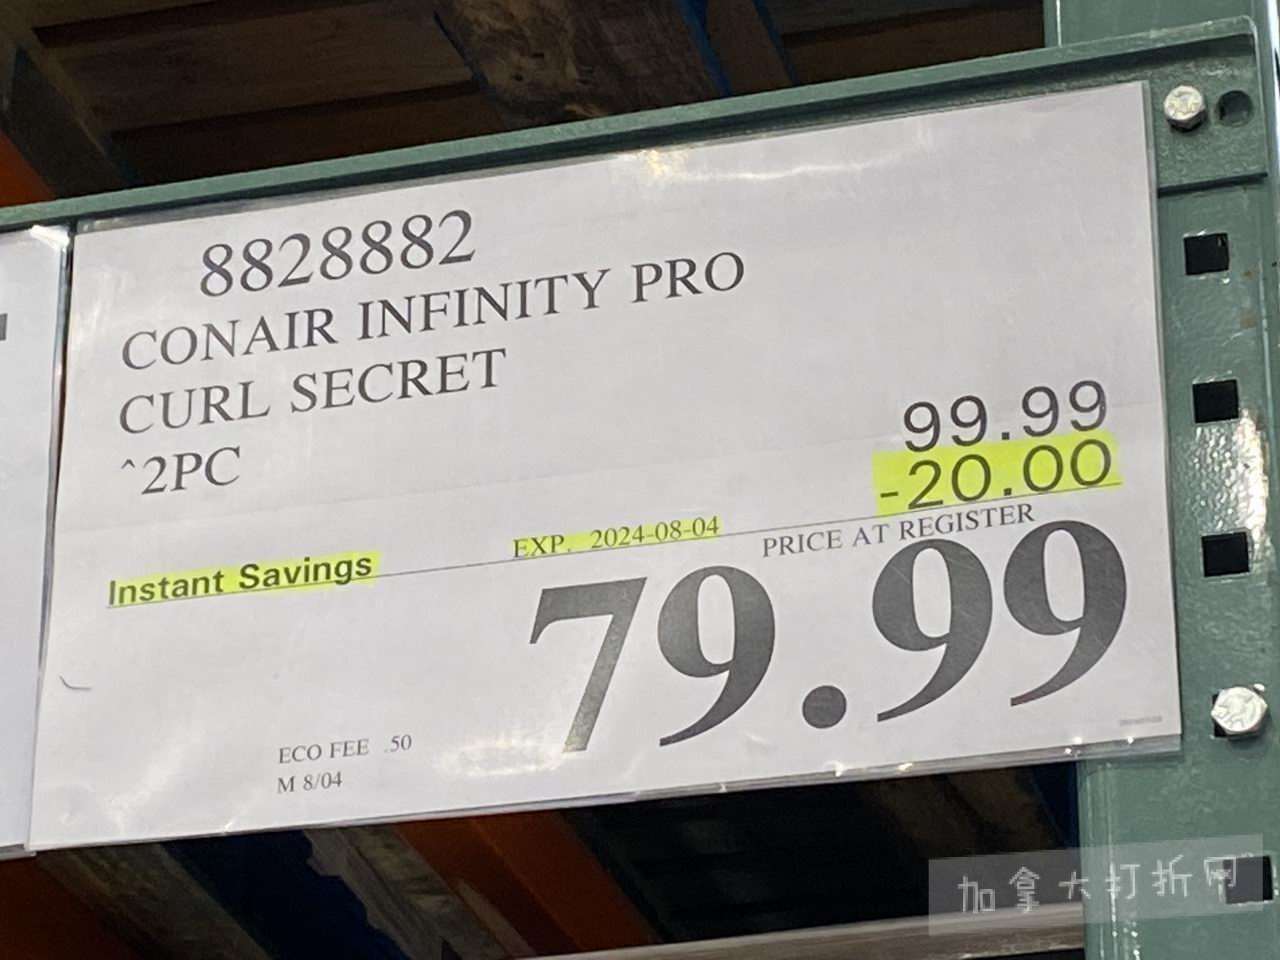 8828882
CONAIR INFINITY PRO
CURL SECRET
^2PC
99.99
-20.00
Instant Savings
EXP. 2024-08-04
PRICE AT REGISTER
79.99
ECO FEE .50
M 8/04
加拿大打折网